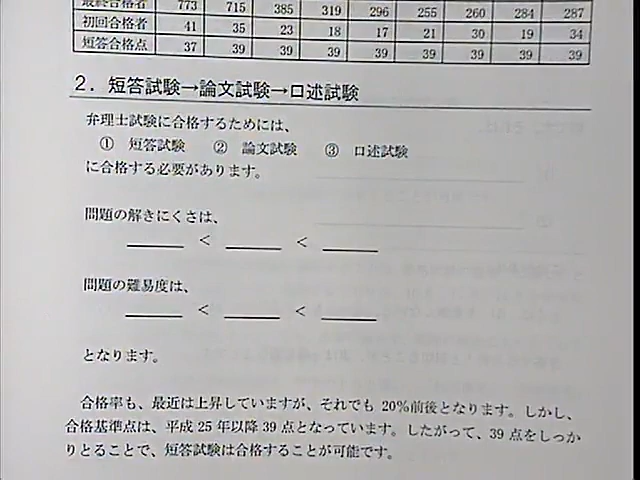 最終合格者 773 715 385 319 296 255 260 284 287
初回合格者 41 35 23 18 17 21 30 19 34
短答合格点 37 39 39 39 39 39 39 39 39
2．短答試験→論文試験→口述試験
弁理士試験に合格するためには、
① 短答試験 ② 論文試験 ③ 口述試験
に合格する必要があります。
問題の解きにくさは、
＿＿＿ < ＿＿＿ < ＿＿＿
問題の難易度は、
＿＿＿ < ＿＿＿ < ＿＿＿
となります。
合格率も、最近は上昇していますが、それでも 20%前後となります。しかし、
合格基準点は、平成 25 年以降 39 点となっています。したがって、39 点をしっか
りとることで、短答試験は合格することが可能です。